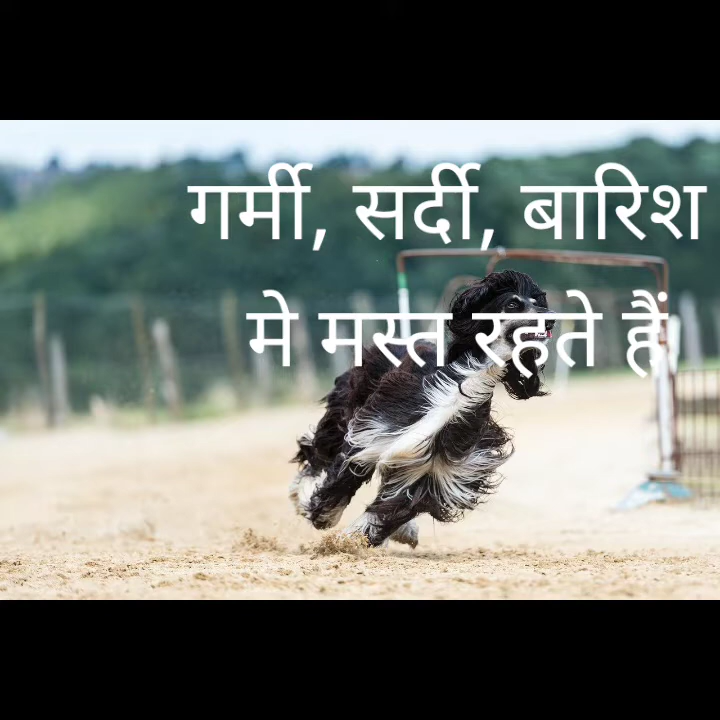 गर्मी, सर्दी, बारिश
मे मस्त रहते हैं